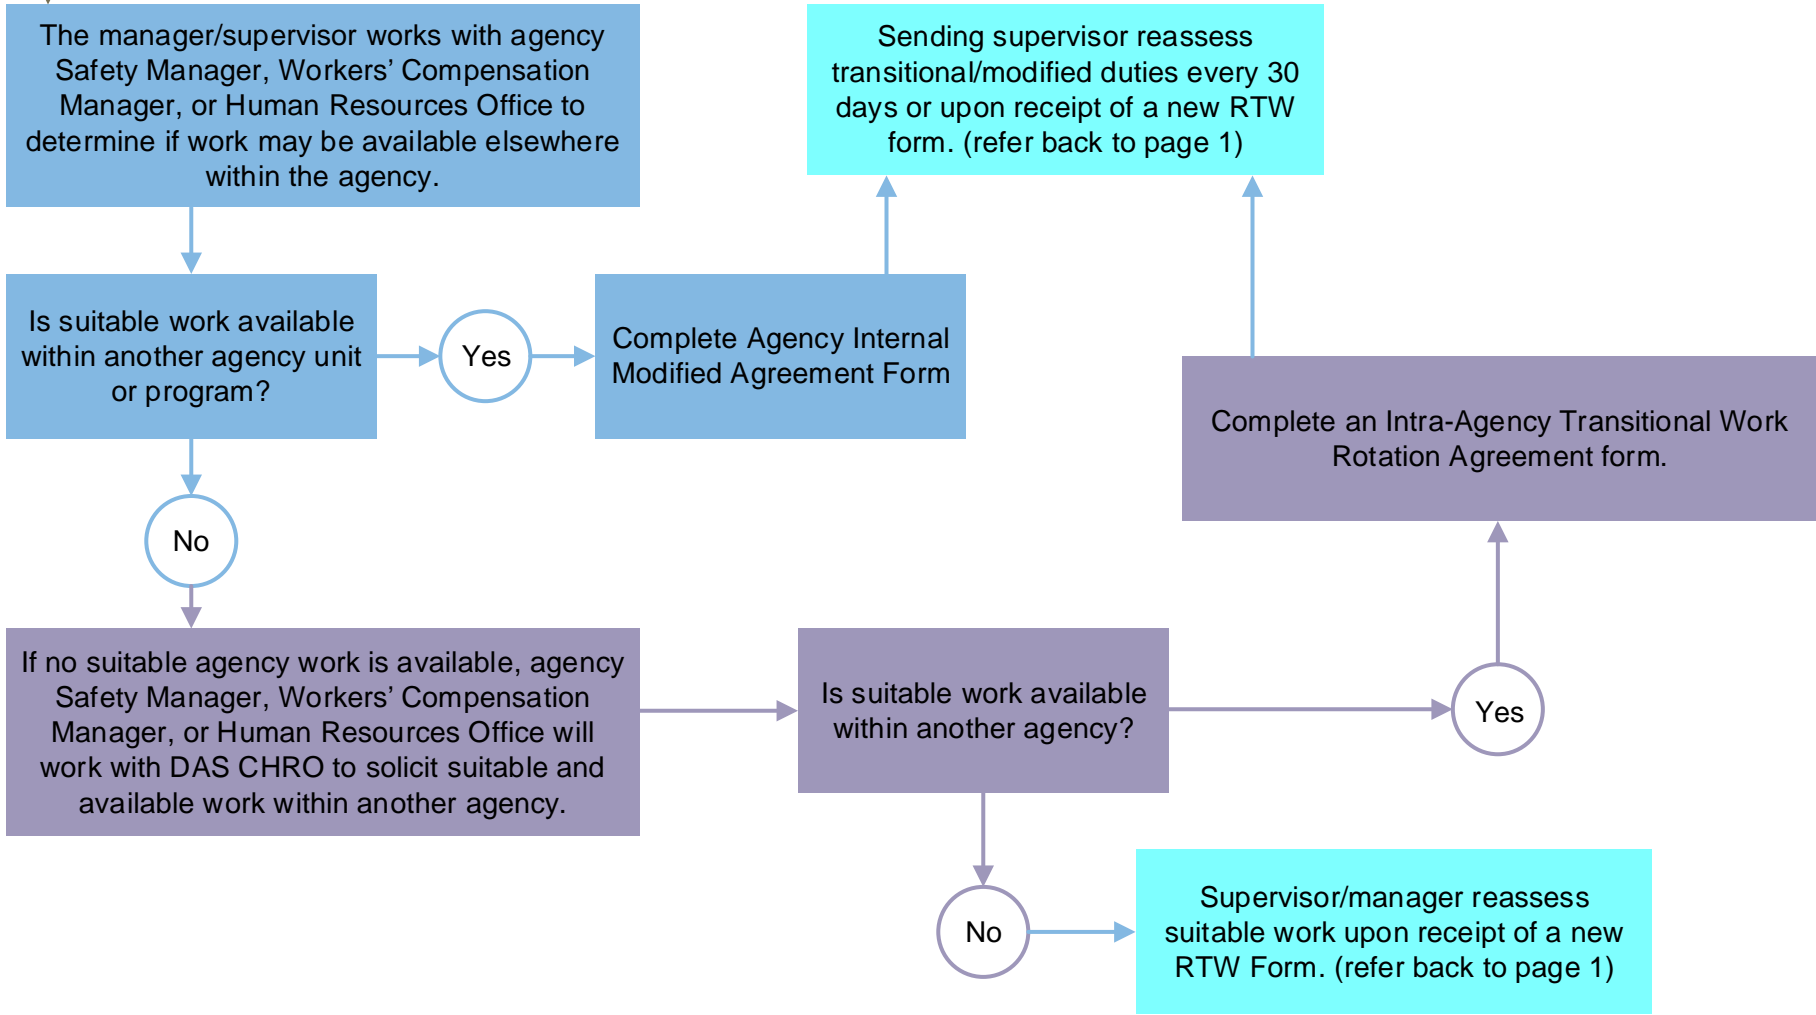 The manager/supervisor works with agency
Safety Manager, Workers’ Compensation
Manager, or Human Resources Office to
determine if work may be available elsewhere
within the agency.
Sending supervisor reassess
transitional/modified duties every 30
days or upon receipt of a new RTW
form. (refer back to page 1)
Is suitable work available
within another agency unit
or program?
Yes
Complete Agency Internal
Modified Agreement Form
Complete an Intra-Agency Transitional Work
Rotation Agreement form.
No
If no suitable agency work is available, agency
Safety Manager, Workers’ Compensation
Manager, or Human Resources Office will
work with DAS CHRO to solicit suitable and
available work within another agency.
Is suitable work available
within another agency?
Yes
No
Supervisor/manager reassess
suitable work upon receipt of a new
RTW Form. (refer back to page 1)